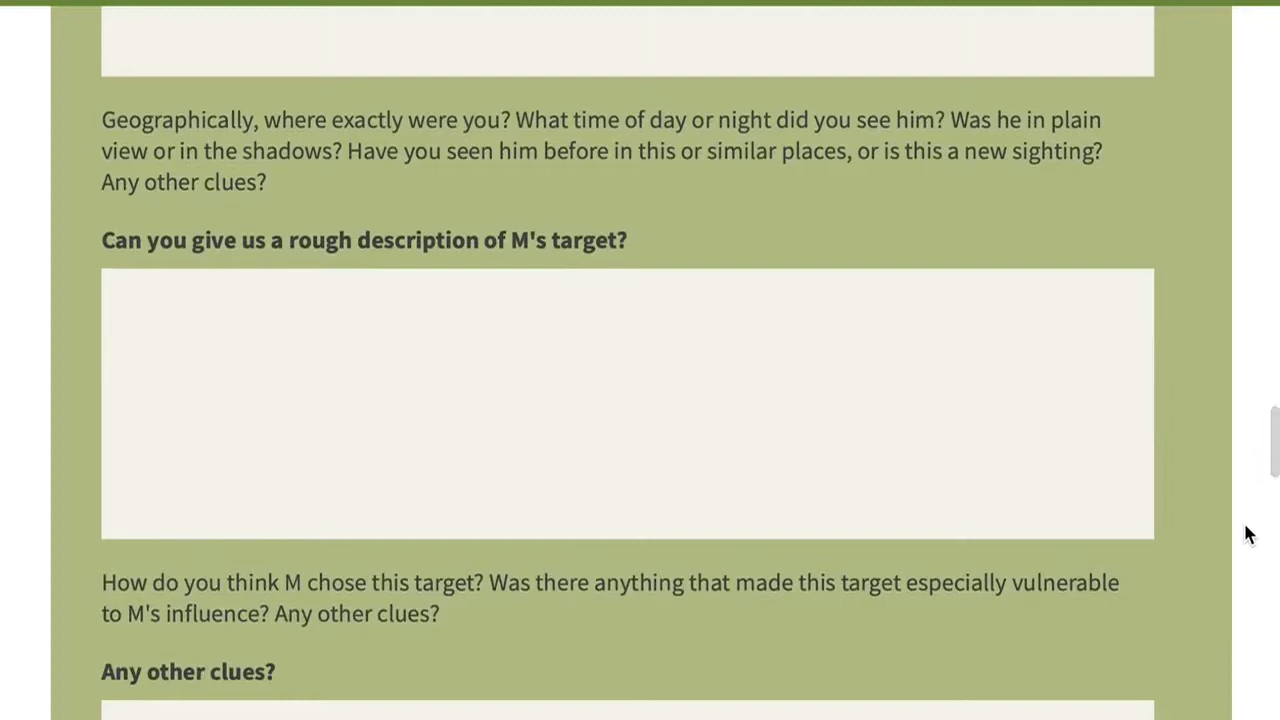 Geographically, where exactly were you? What time of day or night did you see him? Was he in plain
view or in the shadows? Have you seen him before in this or similar places, or is this a new sighting?
Any other clues?
Can you give us a rough description of M's target?
How do you think M chose this target? Was there anything that made this target especially vulnerable
to M's influence? Any other clues?
Any other clues?